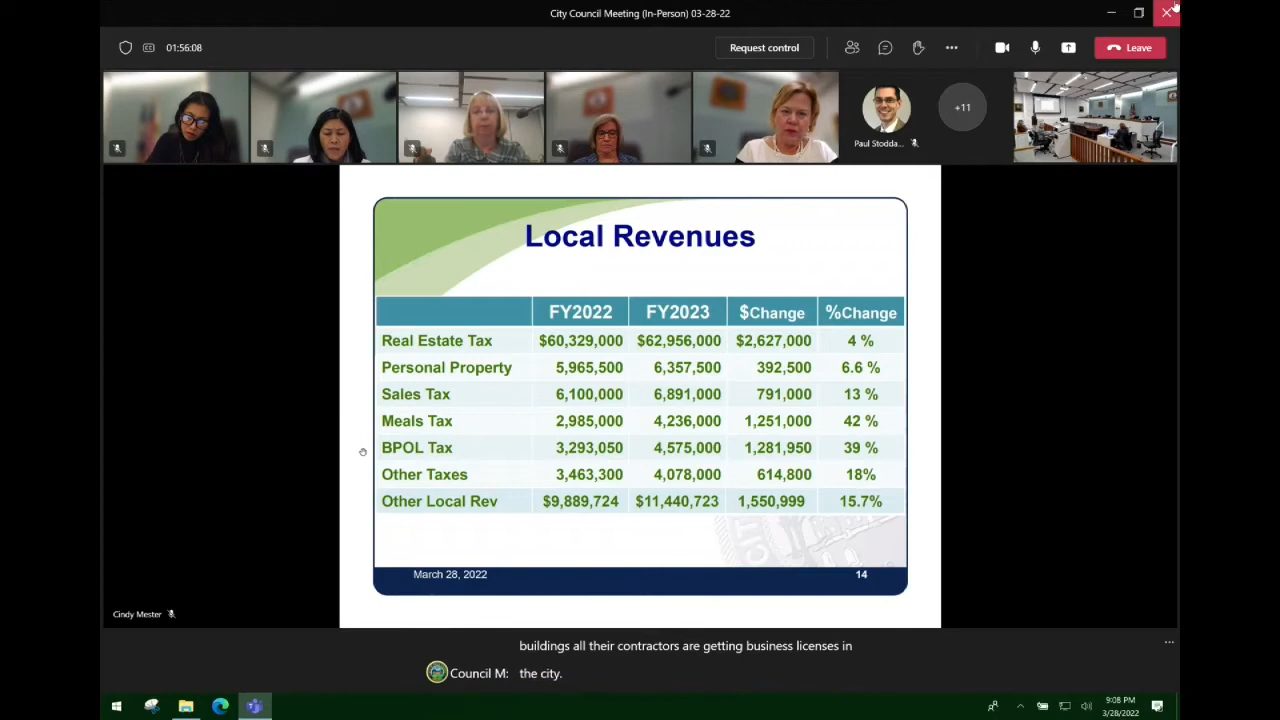 City Council Meeting (In-Person) 03-28-22
01:56:08
Request control
Leave
Paul Stodda...
+11
Local Revenues
FY2022 FY2023 $Change %Change
Real Estate Tax $60,329,000 $62,956,000 $2,627,000 4 %
Personal Property 5,965,500 6,357,500 392,500 6.6 %
Sales Tax 6,100,000 6,891,000 791,000 13 %
Meals Tax 2,985,000 4,236,000 1,251,000 42 %
BPOL Tax 3,293,050 4,575,000 1,281,950 39 %
Other Taxes 3,463,300 4,078,000 614,800 18%
Other Local Rev $9,889,724 $11,440,723 1,550,999 15.7%
March 28, 2022 14
Cindy Mester
buildings all their contractors are getting business licenses in
Council M: the city.
9:08 PM
3/28/2022